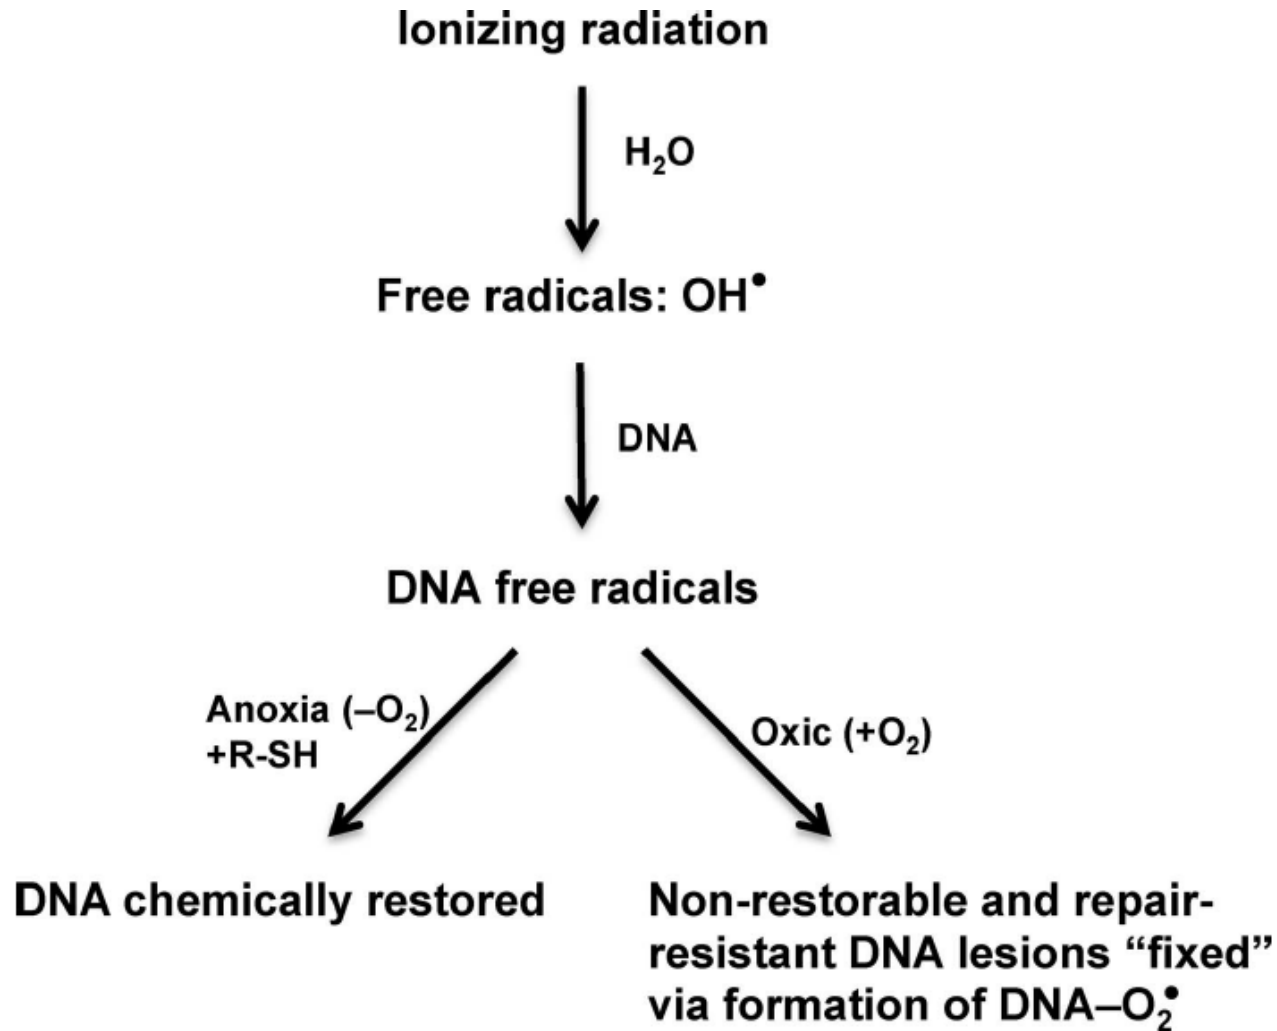 Ionizing radiation
H₂O
Free radicals: OH•
DNA
DNA free radicals
Anoxia (–O₂)
+R-SH
Oxic (+O₂)
DNA chemically restored
Non-restorable and repair-
resistant DNA lesions “fixed”
via formation of DNA–O₂•